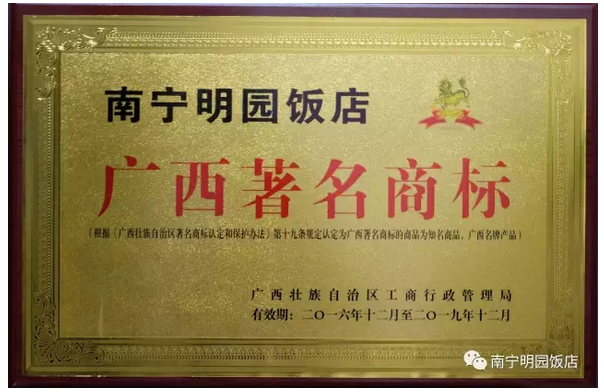 南宁明园饭店
广西著名商标
（根据《广西壮族自治区著名商标认定和保护办法》第十九条规定认定为广西著名商标的商品为知名商品，广西名牌产品）
广西壮族自治区工商行政管理局
有效期：二〇一六年十二月至二〇一九年十二月
南宁明园饭店